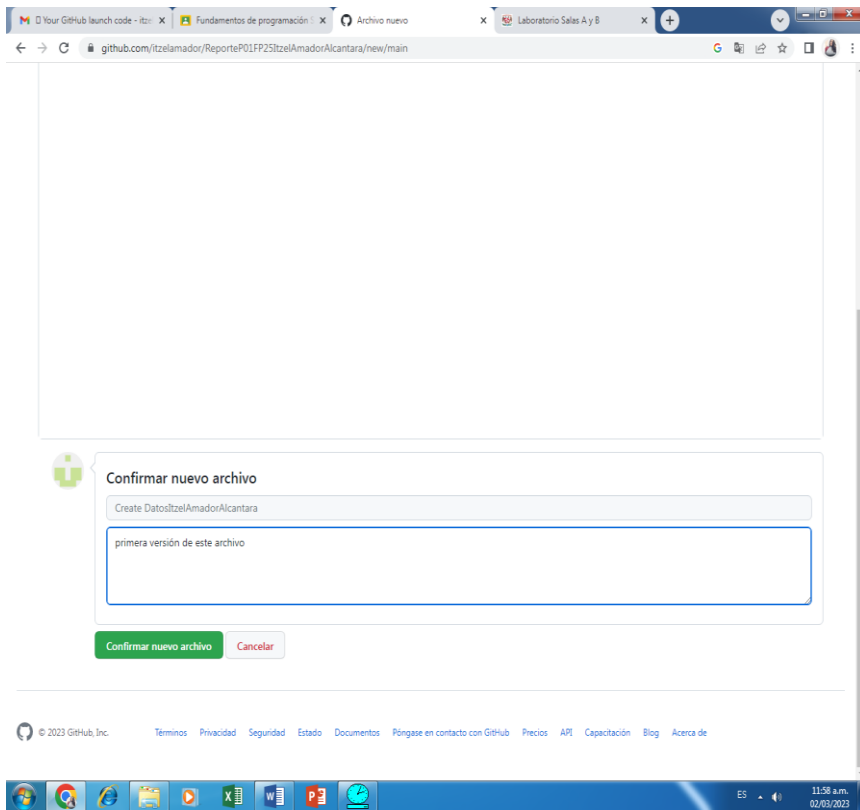 Your GitHub launch code - itze
Fundamentos de programación S
Archivo nuevo
Laboratorio Salas A y B
github.com/itzelamador/ReporteP01FP25ItzelAmadorAlcantara/new/main
Confirmar nuevo archivo
Create DatosItzelAmadorAlcantara
primera versión de este archivo
Confirmar nuevo archivo
Cancelar
© 2023 GitHub, Inc.
Términos
Privacidad
Seguridad
Estado
Documentos
Póngase en contacto con GitHub
Precios
API
Capacitación
Blog
Acerca de
ES
11:58 a.m.
02/03/2023